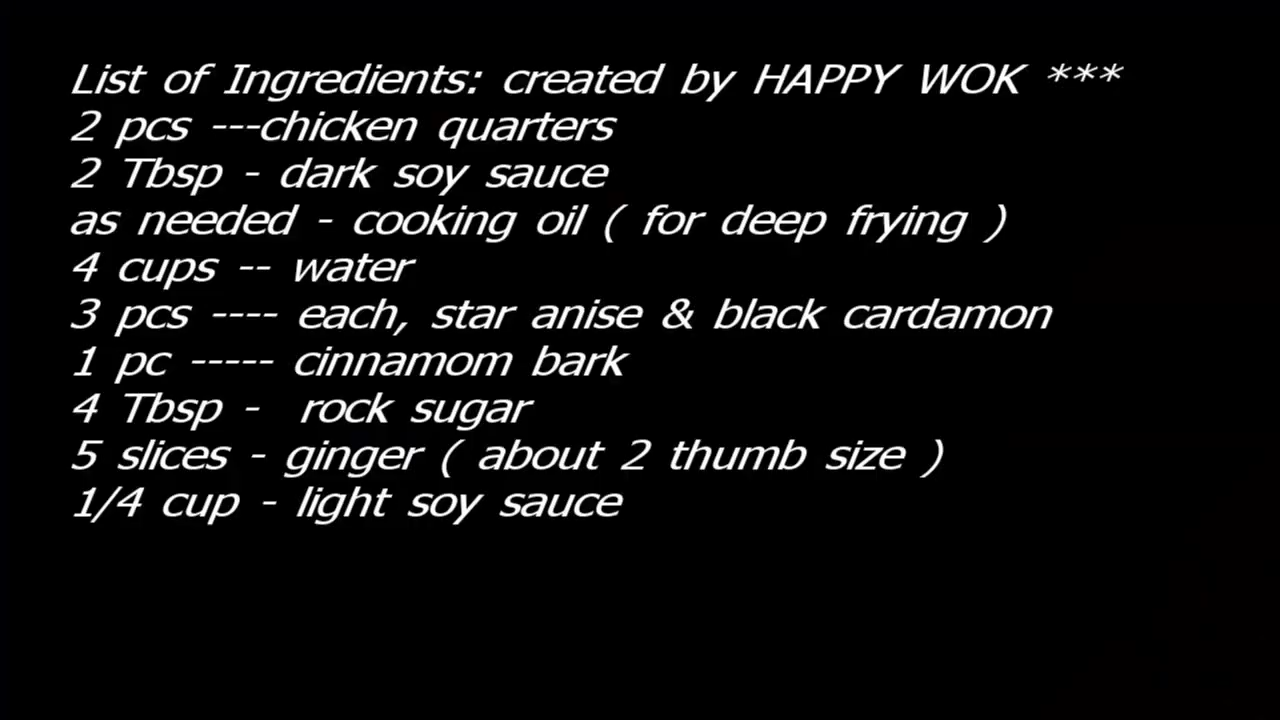 List of Ingredients: created by HAPPY WOK ***
2 pcs ---chicken quarters
2 Tbsp - dark soy sauce
as needed - cooking oil ( for deep frying )
4 cups -- water
3 pcs ---- each, star anise & black cardamon
1 pc ----- cinnamom bark
4 Tbsp -  rock sugar
5 slices - ginger ( about 2 thumb size )
1/4 cup - light soy sauce